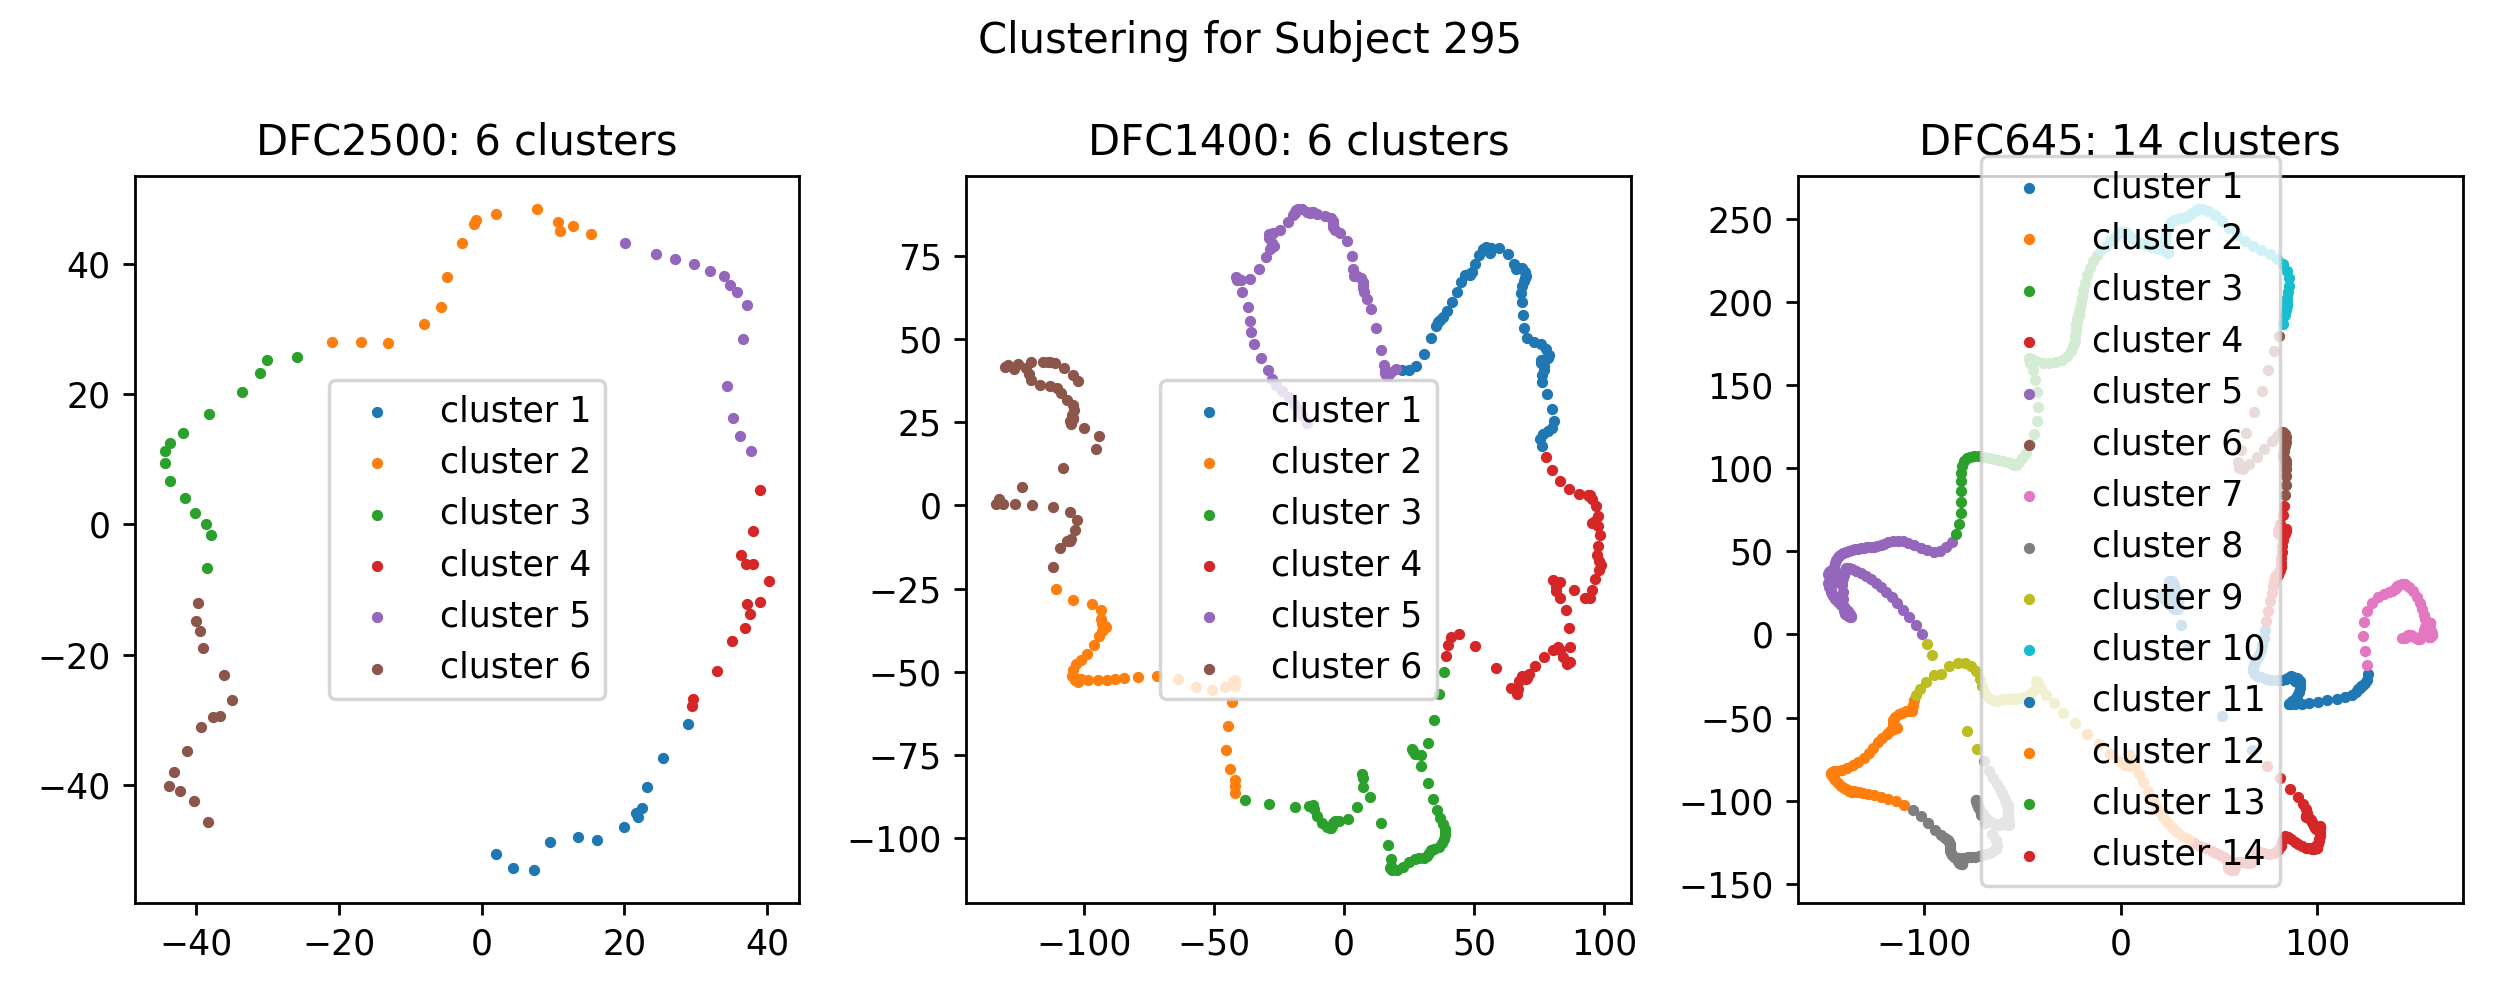 Clustering for Subject 295
DFC2500: 6 clusters
40
20
0
−20
−40
−40
−20
0
20
40
cluster 1
cluster 2
cluster 3
cluster 4
cluster 5
cluster 6
DFC1400: 6 clusters
75
50
25
0
−25
−50
−75
−100
−100
−50
0
50
100
cluster 1
cluster 2
cluster 3
cluster 4
cluster 5
cluster 6
DFC645: 14 clusters
250
200
150
100
50
0
−50
−100
−150
−100
0
100
cluster 1
cluster 2
cluster 3
cluster 4
cluster 5
cluster 6
cluster 7
cluster 8
cluster 9
cluster 10
cluster 11
cluster 12
cluster 13
cluster 14